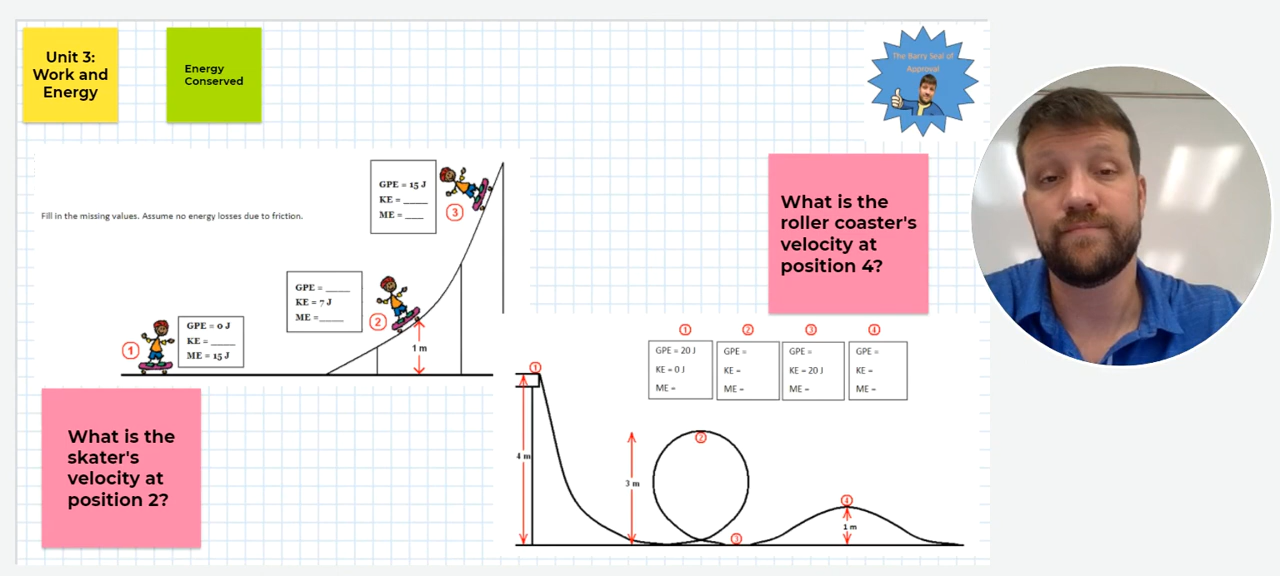 Unit 3:
Work and
Energy
Energy
Conserved
The Barry Seal of
Approval
Fill in the missing values. Assume no energy losses due to friction.
GPE = 15 J
KE = _____
ME = ____
3
GPE = _____
KE = 7 J
ME =_____
2
1 m
1
GPE = 0 J
KE = _____
ME = 15 J
What is the
skater's
velocity at
position 2?
What is the
roller coaster's
velocity at
position 4?
1
GPE = 20 J
KE = 0 J
ME =
2
GPE =
KE =
ME =
3
GPE =
KE = 20 J
ME =
4
GPE =
KE =
ME =
1
4 m
3 m
2
3
4
1 m